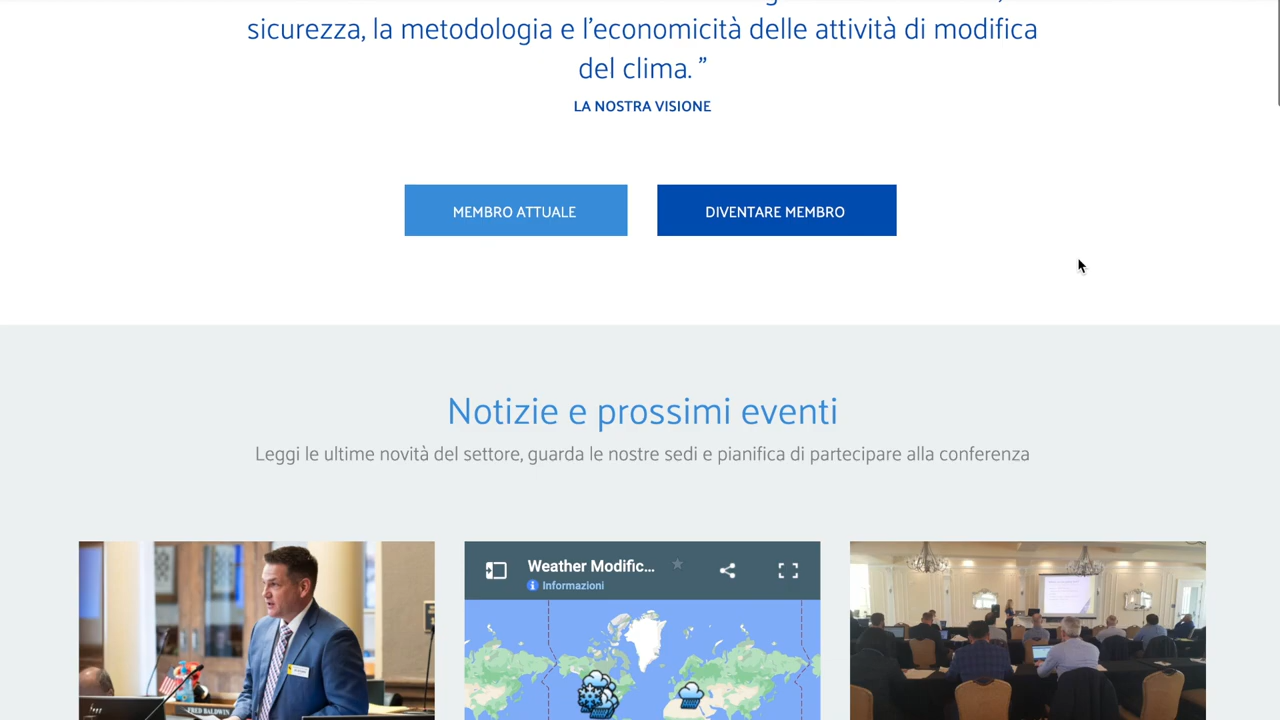 sicurezza, la metodologia e l'economicità delle attività di modifica
del clima. ”
LA NOSTRA VISIONE
MEMBRO ATTUALE
DIVENTARE MEMBRO
Notizie e prossimi eventi
Leggi le ultime novità del settore, guarda le nostre sedi e pianifica di partecipare alla conferenza
Weather Modific...
Informazioni
FRED BALDWIN